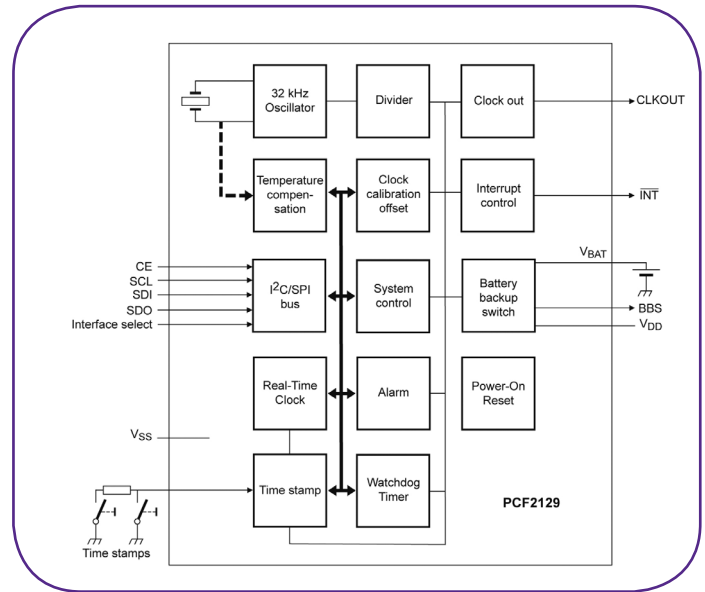 32 kHz
Oscillator
Divider
Clock out
CLKOUT
Temperature
compen-
sation
Clock
calibration
offset
Interrupt
control
INT
CE
SCL
SDI
SDO
Interface select
I²C/SPI
bus
System
control
Battery
backup
switch
VBAT
BBS
VDD
Real-Time
Clock
Alarm
Power-On
Reset
VSS
Time stamp
Watchdog
Timer
PCF2129
Time stamps